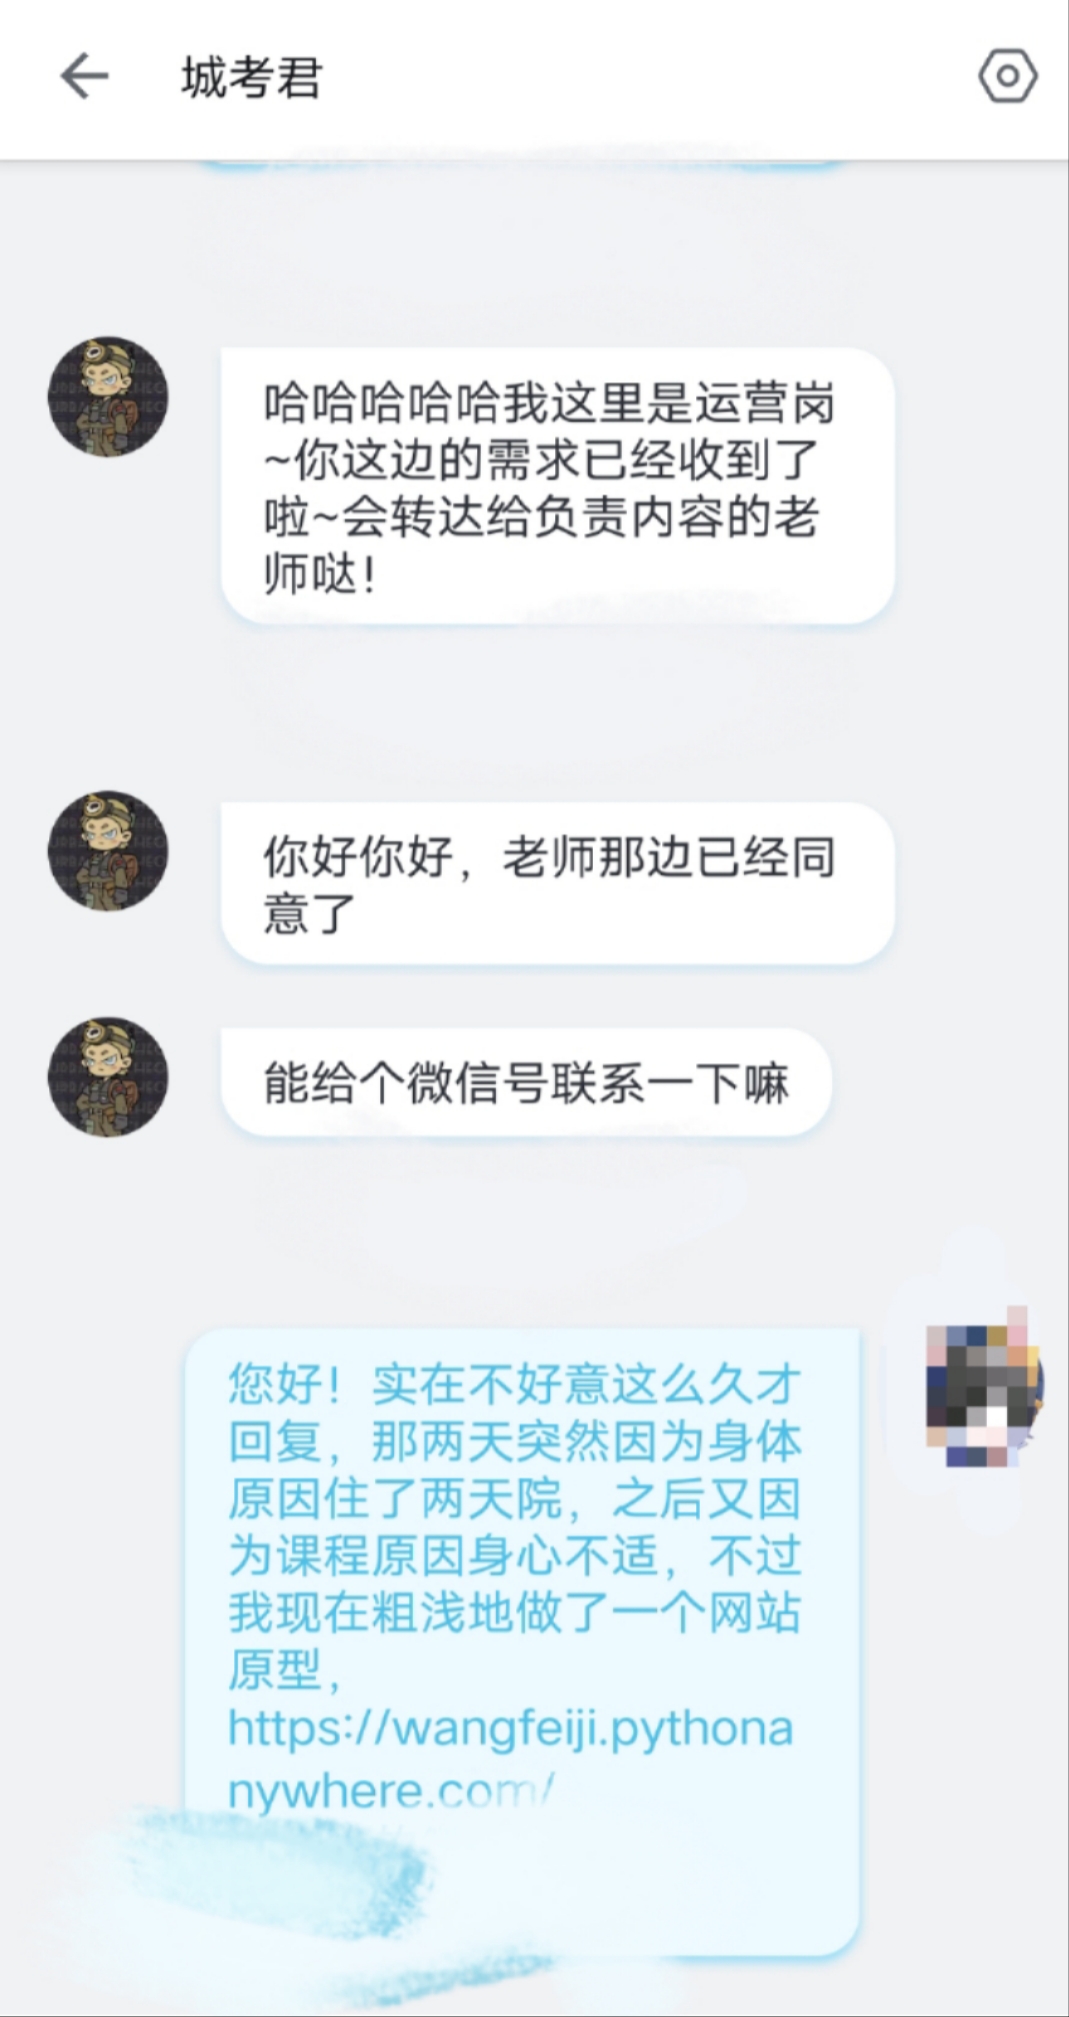 城考君
哈哈哈哈哈我这里是运营岗
~你这边的需求已经收到了
啦~会转达给负责内容的老
师哒！
你好你好，老师那边已经同
意了
能给个微信号联系一下嘛
您好！实在不好意这么久才
回复，那两天突然因为身体
原因住了两天院，之后又因
为课程原因身心不适，不过
我现在粗浅地做了一个网站
原型，
https://wangfeiji.pythona
nywhere.com/